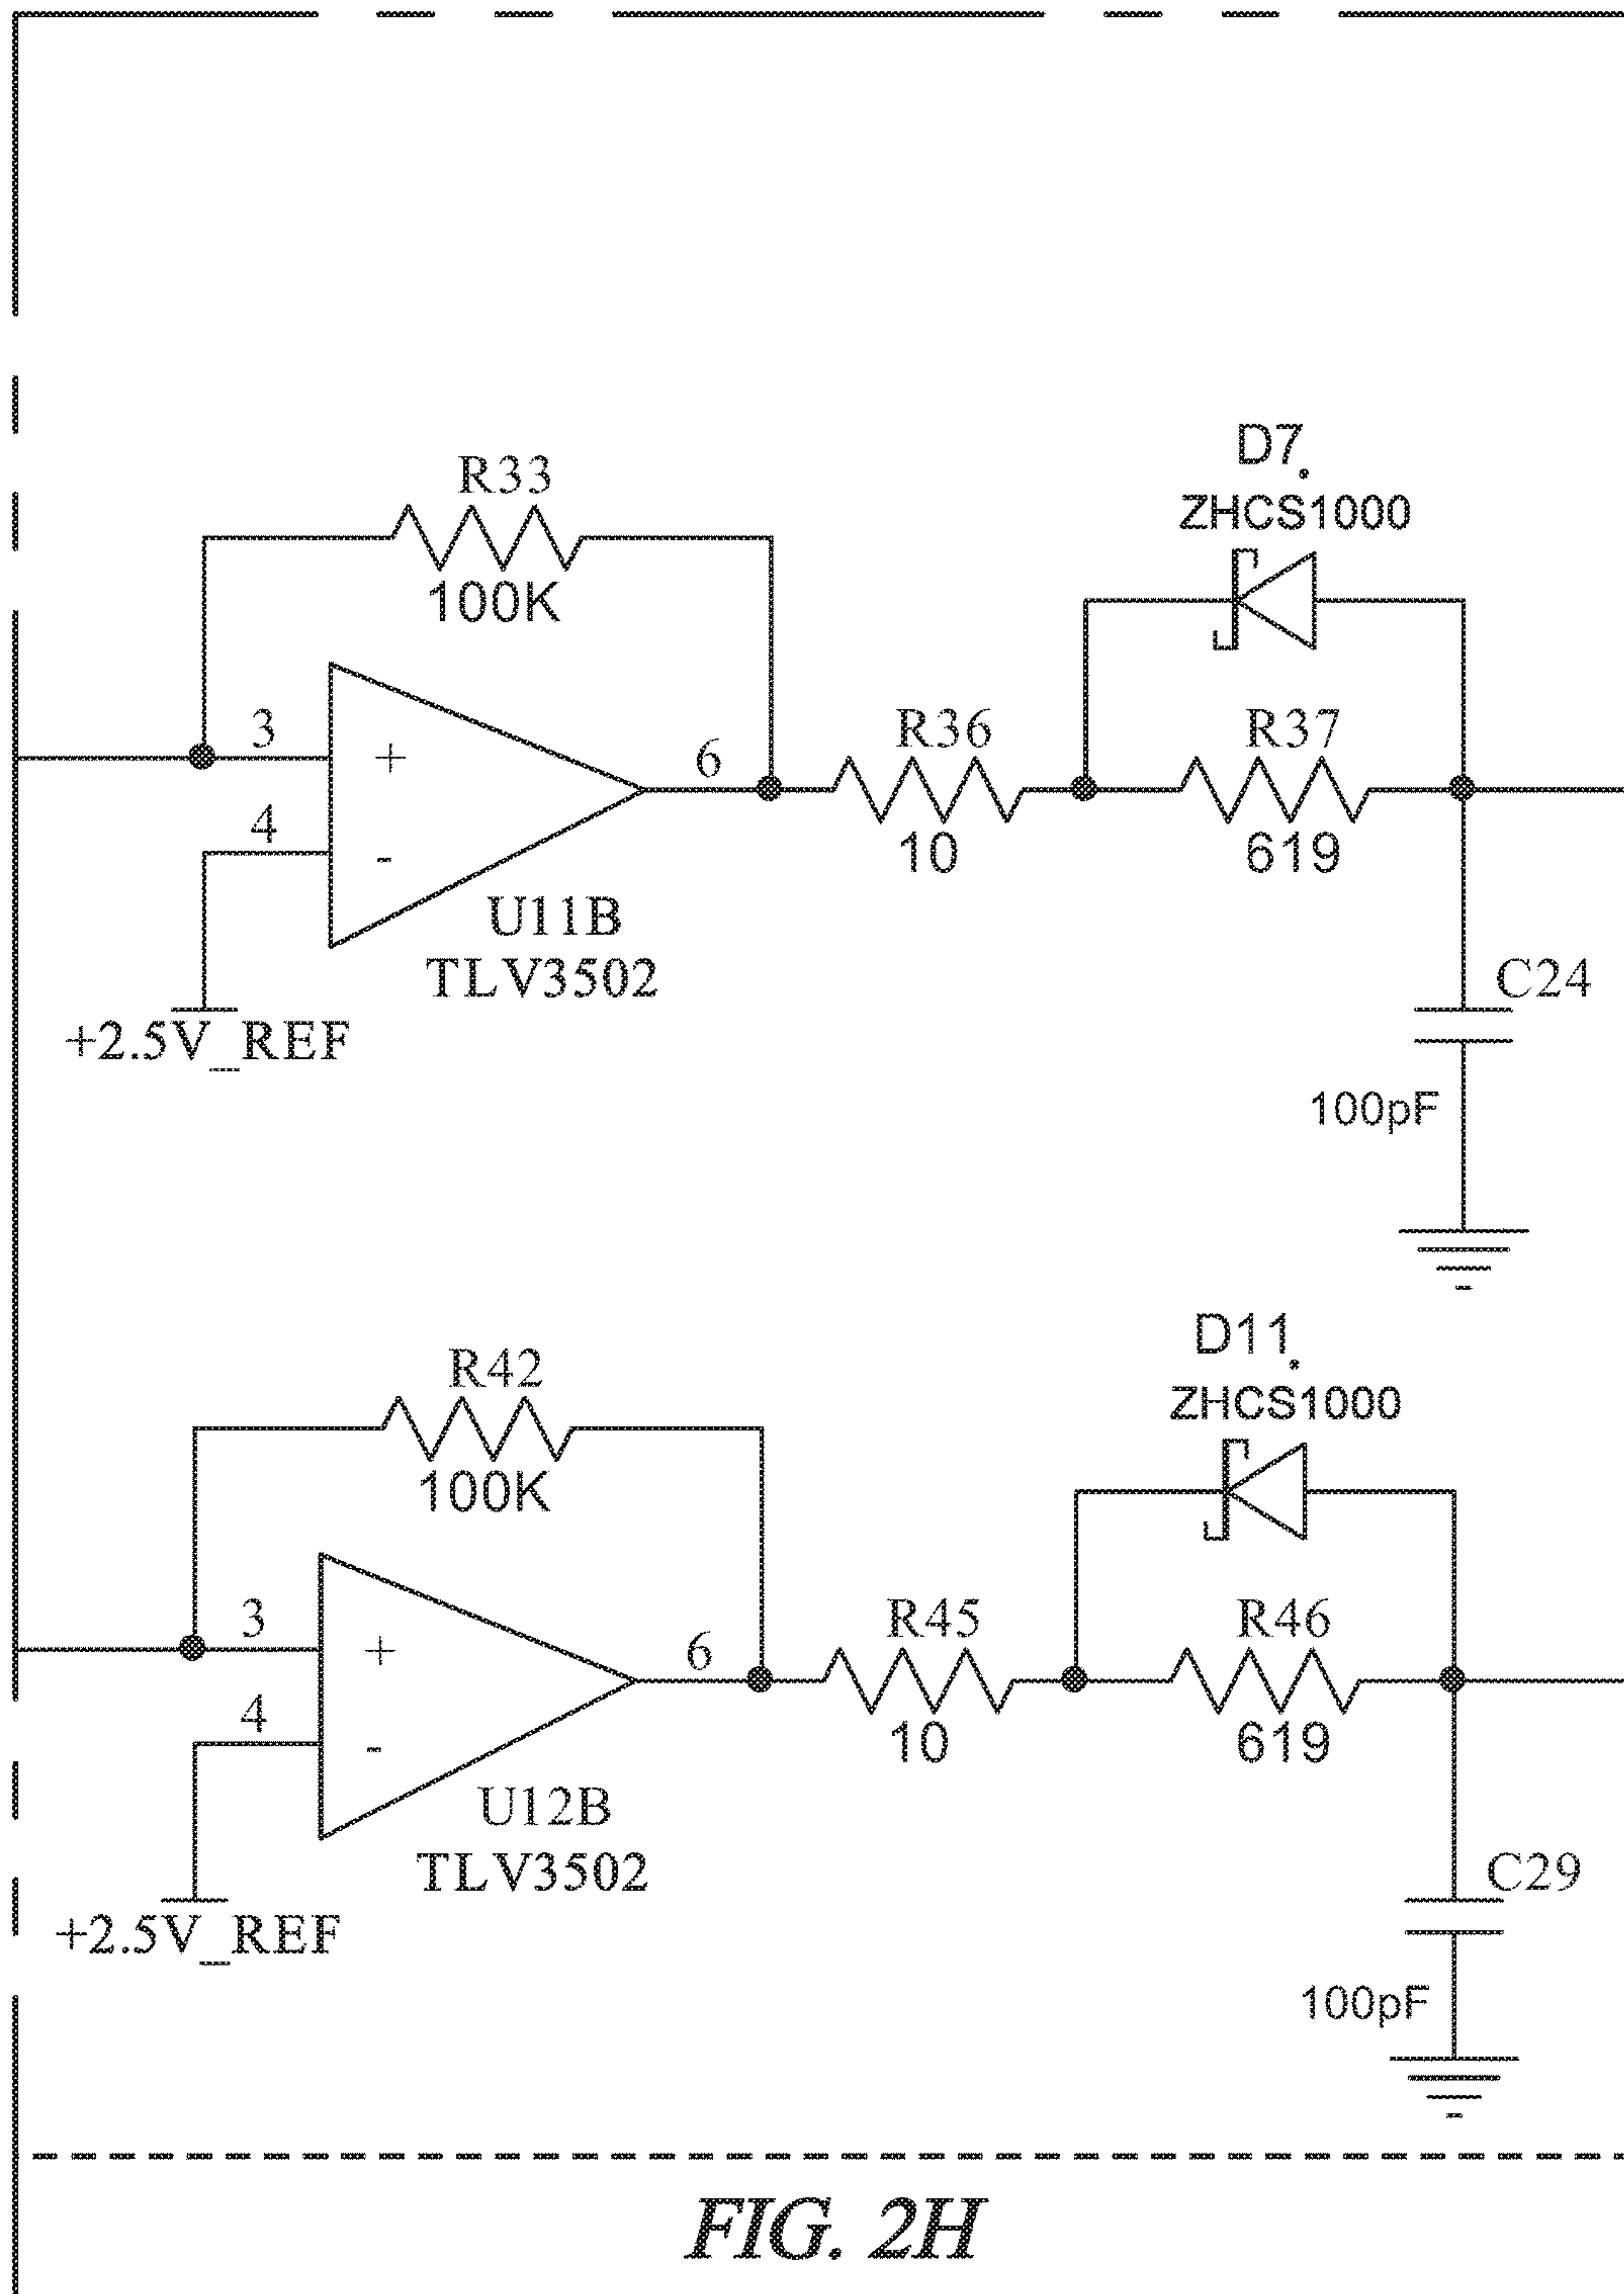 D7
ZHCS1000
R33
100K
3
+
4
-
6
R36
10
R37
619
U11B
TLV3502
+2.5V_REF
C24
100pF
D11
ZHCS1000
R42
100K
3
+
4
-
6
R45
10
R46
619
U12B
TLV3502
+2.5V_REF
C29
100pF
FIG. 2H